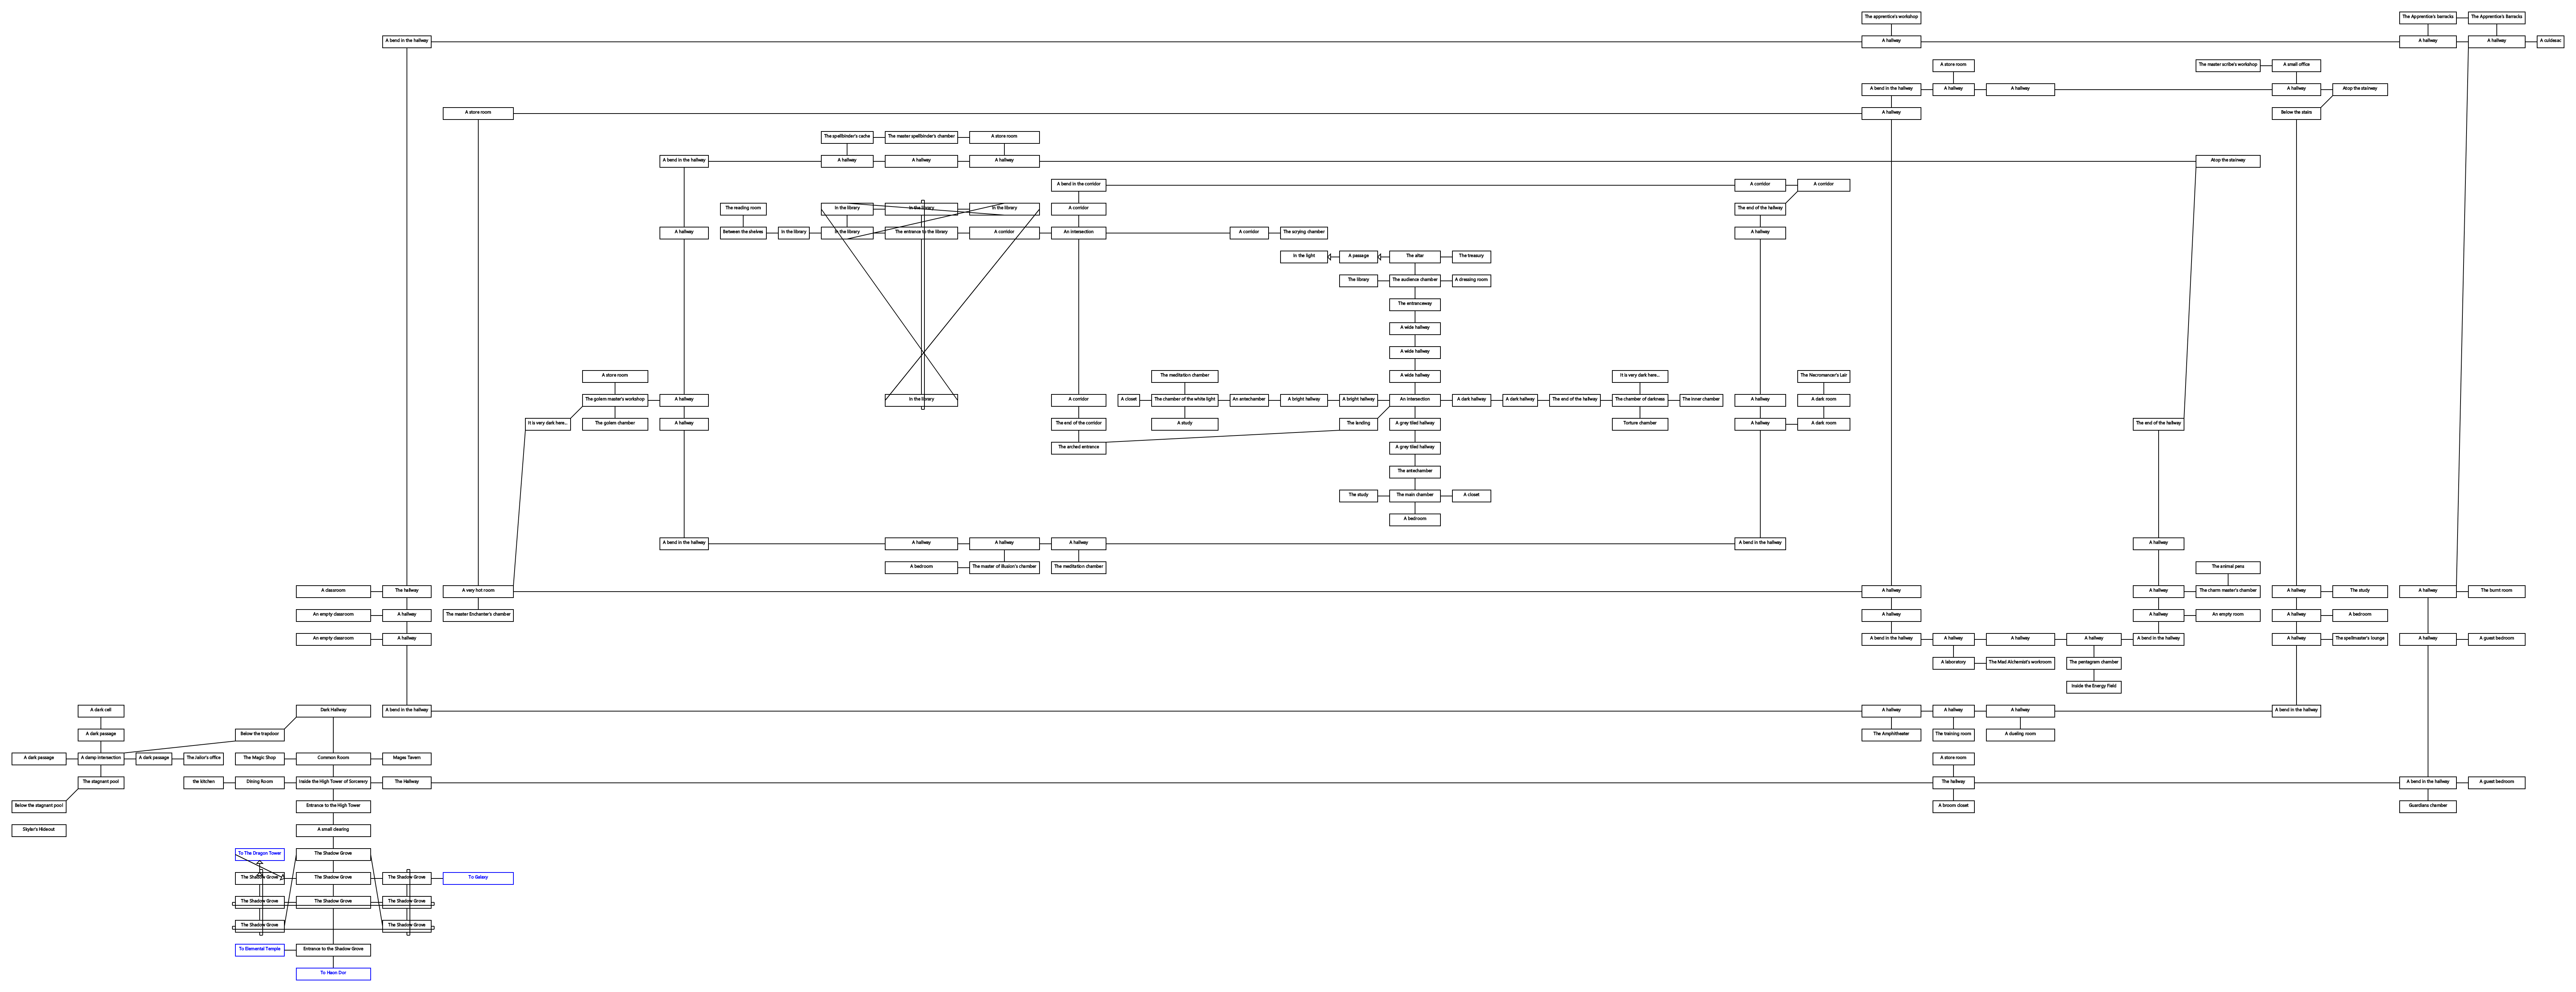 The apprentice's workshop
The Apprentice's barracks
The Apprentice's Barracks
A bend in the hallway
A hallway
A hallway
A hallway
A culdesac
A store room
The master scribe's workshop
A small office
A bend in the hallway
A hallway
A hallway
A hallway
Atop the stairway
A store room
A hallway
Below the stairs
The spellbinder's cache
The master spellbinder's chamber
A store room
A bend in the hallway
A hallway
A hallway
A hallway
Atop the stairway
A bend in the corridor
A corridor
A corridor
The reading room
In the library
In the library
In the library
A corridor
The end of the hallway
A hallway
Between the shelves
In the library
In the library
The entrance to the library
A corridor
An intersection
A corridor
The scrying chamber
A hallway
In the light
A passage
The altar
The treasury
The library
The audience chamber
A dressing room
The entranceway
A wide hallway
A wide hallway
A store room
The meditation chamber
A wide hallway
It is very dark here...
The Necromancer's Lair
The golem master's workshop
A hallway
In the library
A corridor
A closet
The chamber of the white light
An antechamber
A bright hallway
A bright hallway
An intersection
A dark hallway
A dark hallway
The end of the hallway
The chamber of darkness
The inner chamber
A hallway
A dark room
It is very dark here...
The golem chamber
A hallway
The end of the corridor
A study
The landing
A grey tiled hallway
Torture chamber
A hallway
A dark room
The end of the hallway
The arched entrance
A grey tiled hallway
The antechamber
The study
The main chamber
A closet
A bedroom
A bend in the hallway
A hallway
A hallway
A hallway
A bend in the hallway
A hallway
A bedroom
The master of illusion's chamber
The meditation chamber
The animal pens
A classroom
The hallway
A very hot room
A hallway
A hallway
The charm master's chamber
A hallway
The study
A hallway
The burnt room
An empty classroom
A hallway
The master Enchanter's chamber
A hallway
A hallway
An empty room
A hallway
A bedroom
An empty classroom
A hallway
A bend in the hallway
A hallway
A hallway
A hallway
A bend in the hallway
A hallway
The spellmaster's lounge
A hallway
A guest bedroom
A laboratory
The Mad Alchemist's workroom
The pentagram chamber
Inside the Energy Field
A dark cell
Dark Hallway
A bend in the hallway
A hallway
A hallway
A hallway
A bend in the hallway
A dark passage
Below the trapdoor
The Amphitheater
The training room
A dueling room
A dark passage
A damp intersection
A dark passage
The Jailor's office
The Magic Shop
Common Room
Mages Tavern
A store room
The stagnant pool
the kitchen
Dining Room
Inside the High Tower of Sorcerery
The Hallway
The hallway
A bend in the hallway
A guest bedroom
Below the stagnant pool
Entrance to the High Tower
A broom closet
Guardians chamber
Skyler's Hideout
A small clearing
To The Dragon Tower
The Shadow Grove
The Shadow Grove
The Shadow Grove
The Shadow Grove
To Galaxy
The Shadow Grove
The Shadow Grove
The Shadow Grove
The Shadow Grove
The Shadow Grove
To Elemental Temple
Entrance to the Shadow Grove
To Haon Dor